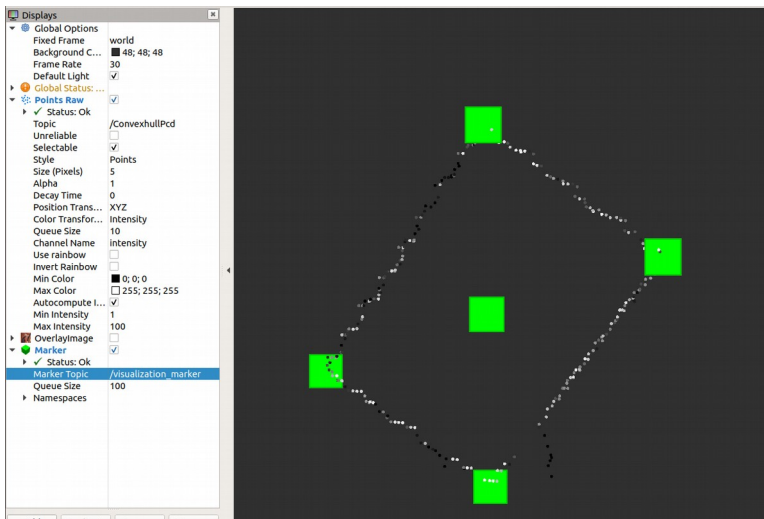 Displays
Global Options
Fixed Frame world
Background C... 48; 48; 48
Frame Rate 30
Default Light
Global Status: ...
Points Raw
Status: Ok
Topic /ConvexhullPcd
Unreliable
Selectable
Style Points
Size (Pixels) 5
Alpha 1
Decay Time 0
Position Trans... XYZ
Color Transfor... Intensity
Queue Size 10
Channel Name intensity
Use rainbow
Invert Rainbow
Min Color 0; 0; 0
Max Color 255; 255; 255
Autocompute I...
Min Intensity 1
Max Intensity 100
OverlayImage
Marker
Status: Ok
Marker Topic /visualization_marker
Queue Size 100
Namespaces